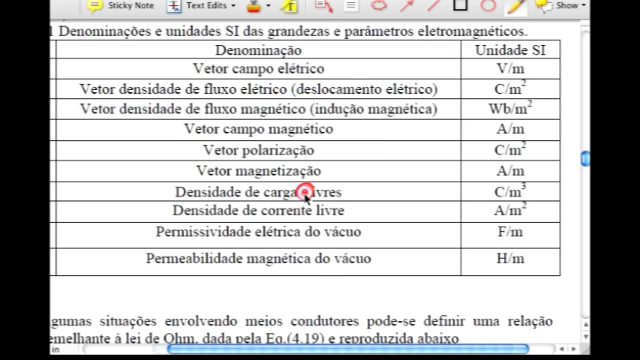 Sticky Note Text Edits Show
1 Denominações e unidades SI das grandezas e parâmetros eletromagnéticos.
Denominação Unidade SI
Vetor campo elétrico V/m
Vetor densidade de fluxo elétrico (deslocamento elétrico) C/m²
Vetor densidade de fluxo magnético (indução magnética) Wb/m²
Vetor campo magnético A/m
Vetor polarização C/m²
Vetor magnetização A/m
Densidade de carga livres C/m³
Densidade de corrente livre A/m²
Permissividade elétrica do vácuo F/m
Permeabilidade magnética do vácuo H/m
gumas situações envolvendo meios condutores pode-se definir uma relação
emelhante à lei de Ohm, dada pela Eq.(4.19) e reproduzida abaixo
in